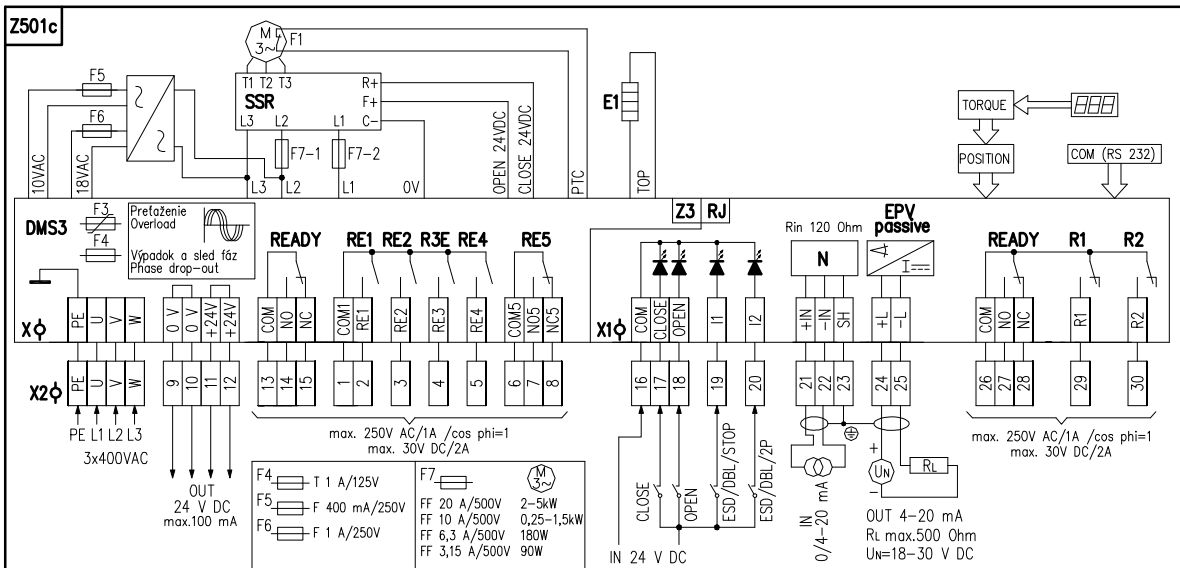 Z501c
M
3~
F1
F5
F6
T1 T2 T3
SSR
R+
F+
C-
L3 L2 L1
F7-1
F7-2
E1
TORQUE
POSITION
COM (RS 232)
10VAC
18VAC
L3
L2
L1
0V
OPEN 24VDC
CLOSE 24VDC
PTC
TOP
DMS3
F3
F4
Preťaženie
Overload
Výpadok a sled fáz
Phase drop-out
READY
RE1 RE2 R3E RE4
RE5
Z3 RJ
Rin 120 Ohm
N
EPV
passive
I
READY
R1
R2
X
PE U V W
0 V 0 V +24V +24V
COM NO NC
COM1 RE1
RE2
RE3
RE4
COM5 NO5 NC5
X1
COM CLOSE OPEN
I1
I2
+IN -IN SH
+L -L
COM NO NC
R1
R2
X2
PE U V W
9 10 11 12
13 14 15
1 2
3
4
5
6 7 8
16 17 18
19
20
21 22 23
24 25
26 27 28
29
30
PE L1 L2 L3
3x400VAC
OUT
24 V DC
max.100 mA
max. 250V AC/1A /cos phi=1
max. 30V DC/2A
F4
T 1 A/125V
F5
F 400 mA/250V
F6
F 1 A/250V
F7
M
3~
FF 20 A/500V 2-5kW
FF 10 A/500V 0,25-1,5kW
FF 6,3 A/500V 180W
FF 3,15 A/500V 90W
CLOSE
OPEN
ESD/DBL/STOP
ESD/DBL/2P
IN 24 V DC
IN
0/4-20 mA
+
UN
-
RL
OUT 4-20 mA
RL max.500 Ohm
UN=18-30 V DC
max. 250V AC/1A /cos phi=1
max. 30V DC/2A